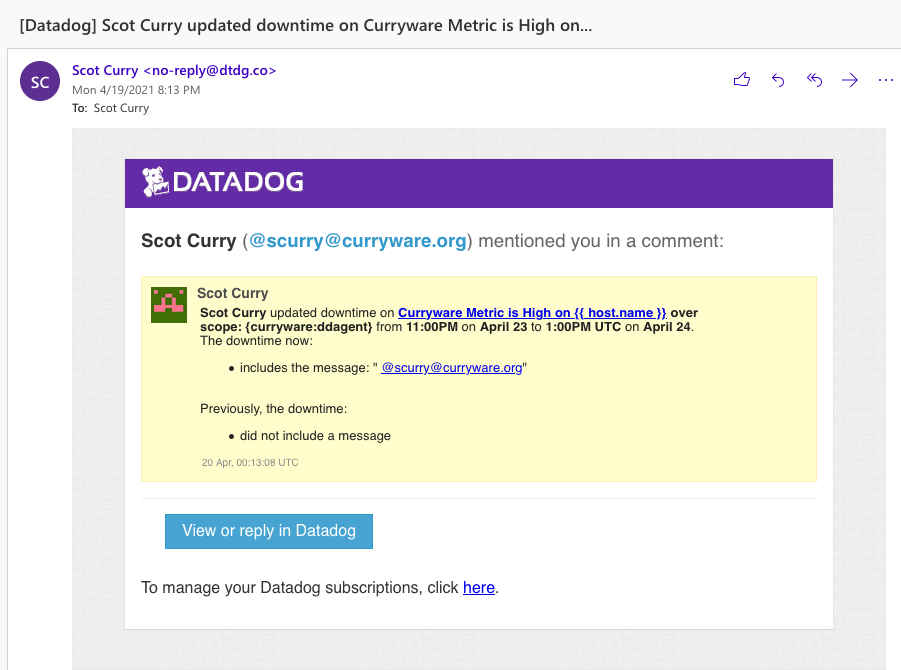 [Datadog] Scot Curry updated downtime on Curryware Metric is High on...
SC
Scot Curry <no-reply@dtdg.co>
Mon 4/19/2021 8:13 PM
To: Scot Curry
DATADOG
Scot Curry (@scurry@curryware.org) mentioned you in a comment:
Scot Curry
Scot Curry updated downtime on Curryware Metric is High on {{ host.name }} over
scope: {curryware:ddagent} from 11:00PM on April 23 to 1:00PM UTC on April 24.
The downtime now:
• includes the message: " @scurry@curryware.org"
Previously, the downtime:
• did not include a message
20 Apr, 00:13:08 UTC
View or reply in Datadog
To manage your Datadog subscriptions, click here.